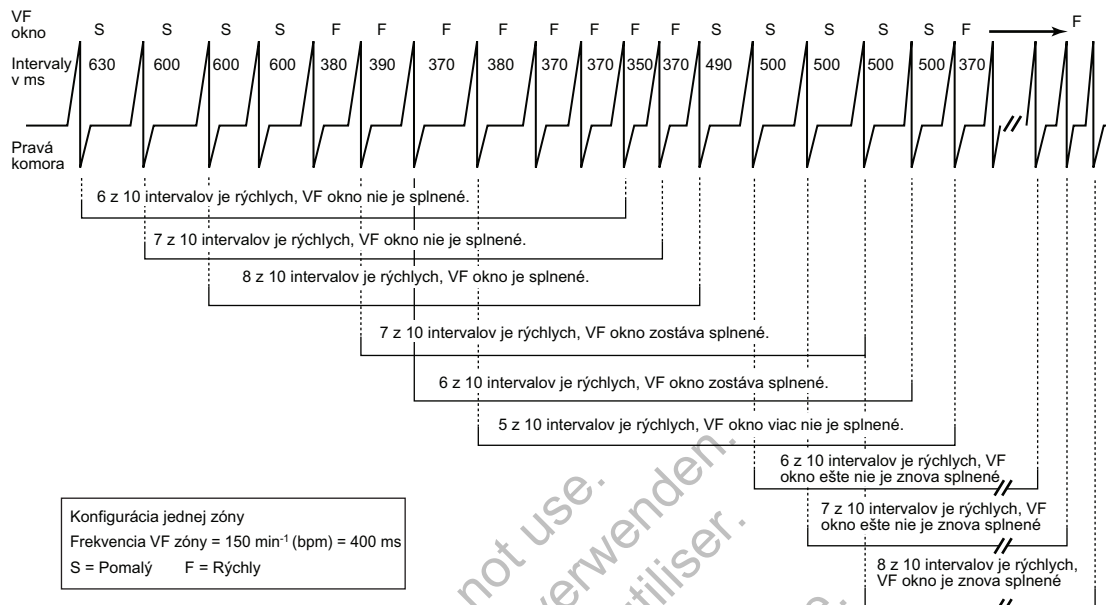 VF
okno
S S S S F F F F F F F F S S S S S F F
Intervaly
v ms
630 600 600 600 380 390 370 380 370 370 350 370 490 500 500 500 500 370
Pravá
komora
6 z 10 intervalov je rýchlych, VF okno nie je splnené.
7 z 10 intervalov je rýchlych, VF okno nie je splnené.
8 z 10 intervalov je rýchlych, VF okno je splnené.
7 z 10 intervalov je rýchlych, VF okno zostáva splnené.
6 z 10 intervalov je rýchlych, VF okno zostáva splnené.
5 z 10 intervalov je rýchlych, VF okno viac nie je splnené.
6 z 10 intervalov je rýchlych, VF
okno ešte nie je znova splnené
7 z 10 intervalov je rýchlych, VF
okno ešte nie je znova splnené
8 z 10 intervalov je rýchlych,
VF okno je znova splnené
Konfigurácia jednej zóny
Frekvencia VF zóny = 150 min⁻¹ (bpm) = 400 ms
S = Pomalý F = Rýchly
not use.
verwenden.
utiliser.